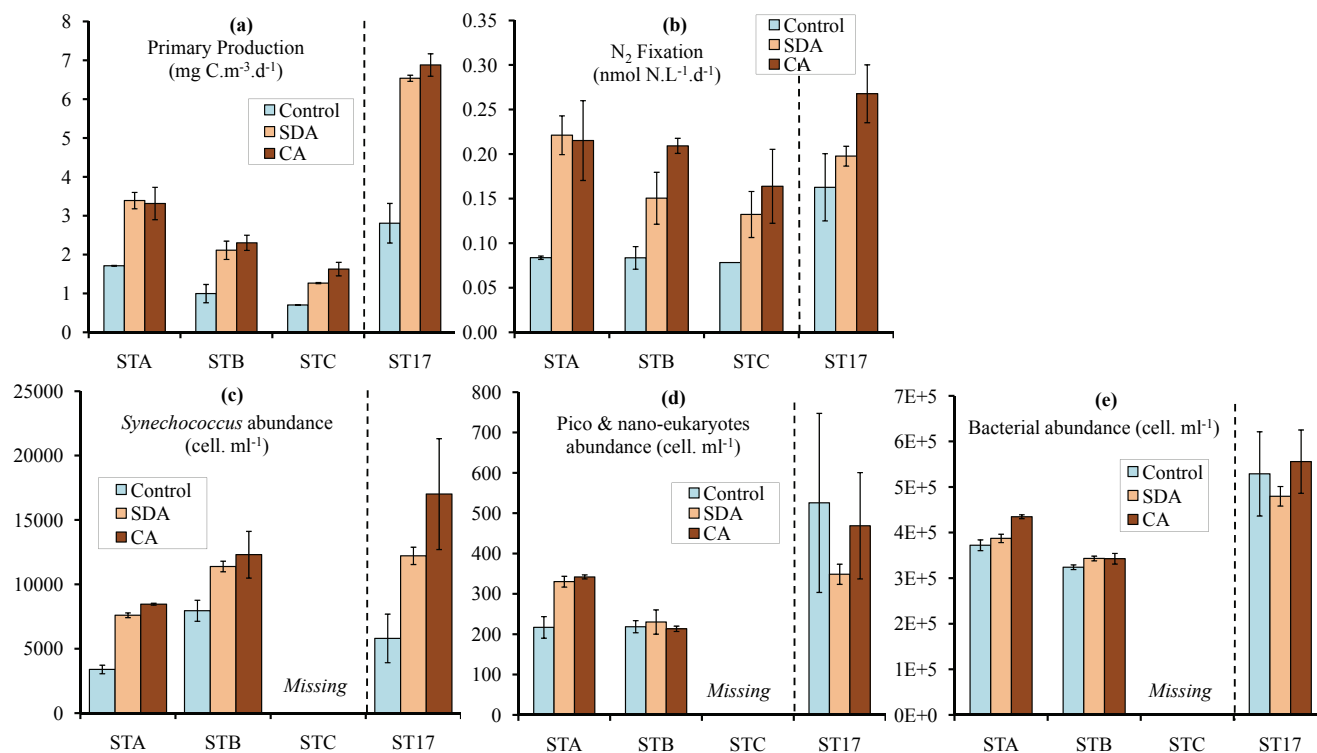 (a)
Primary Production
(mg C.m⁻³.d⁻¹)
Control
SDA
CA
8
7
6
5
4
3
2
1
0
STA STB STC ST17
(b)
N₂ Fixation
(nmol N.L⁻¹.d⁻¹)
Control
SDA
CA
0.35
0.30
0.25
0.20
0.15
0.10
0.05
0.00
STA STB STC ST17
(c)
Synechococcus abundance
(cell. ml⁻¹)
Control
SDA
CA
25000
20000
15000
10000
5000
0
Missing
STA STB STC ST17
(d)
Pico & nano-eukaryotes
abundance (cell. ml⁻¹)
Control
SDA
CA
800
700
600
500
400
300
200
100
0
Missing
STA STB STC ST17
(e)
Bacterial abundance (cell. ml⁻¹)
Control
SDA
CA
7E+5
6E+5
5E+5
4E+5
3E+5
2E+5
1E+5
0E+0
Missing
STA STB STC ST17